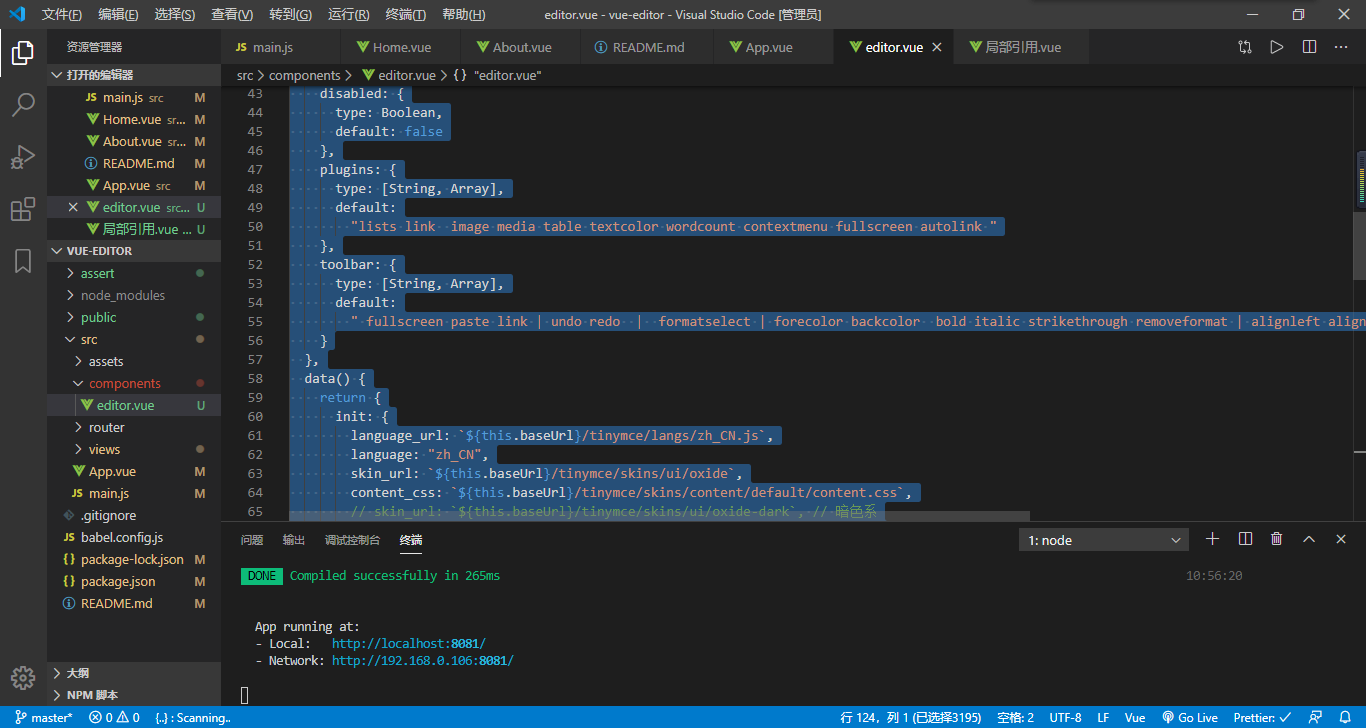 文件(F) 编辑(E) 选择(S) 查看(V) 转到(G) 运行(R) 终端(T) 帮助(H) editor.vue - vue-editor - Visual Studio Code [管理员]
资源管理器
打开的编辑器
JS main.js src M
Home.vue sr... M
About.vue sr... M
README.md M
App.vue src M
editor.vue src... U
局部引用.vue ... U
VUE-EDITOR
assert
node_modules
public
src
assets
components
editor.vue U
router
views
App.vue M
JS main.js M
.gitignore
JS babel.config.js
{} package-lock.json M
{} package.json M
README.md M
大纲
NPM 脚本
JS main.js Home.vue About.vue README.md App.vue editor.vue 局部引用.vue
src > components > editor.vue > {} "editor.vue"
43 disabled: {
44 type: Boolean,
45 default: false
46 },
47 plugins: {
48 type: [String, Array],
49 default:
50 "lists link  image media table textcolor wordcount contextmenu fullscreen autolink "
51 },
52 toolbar: {
53 type: [String, Array],
54 default:
55 " fullscreen paste link | undo redo  |  formatselect | forecolor backcolor  bold italic strikethrough removeformat | alignleft align
56 }
57 },
58 data() {
59 return {
60 init: {
61 language_url: `${this.baseUrl}/tinymce/langs/zh_CN.js`,
62 language: "zh_CN",
63 skin_url: `${this.baseUrl}/tinymce/skins/ui/oxide`,
64 content_css: `${this.baseUrl}/tinymce/skins/content/default/content.css`,
65 // skin_url: `${this.baseUrl}/tinymce/skins/ui/oxide-dark`, // 暗色系
问题 输出 调试控制台 终端 1: node
DONE Compiled successfully in 265ms 10:56:20
App running at:
- Local: http://localhost:8081/
- Network: http://192.168.0.106:8081/
master* 0 0 {..} : Scanning.. 行 124，列 1 (已选择3195) 空格: 2 UTF-8 LF Vue Go Live Prettier: ✓